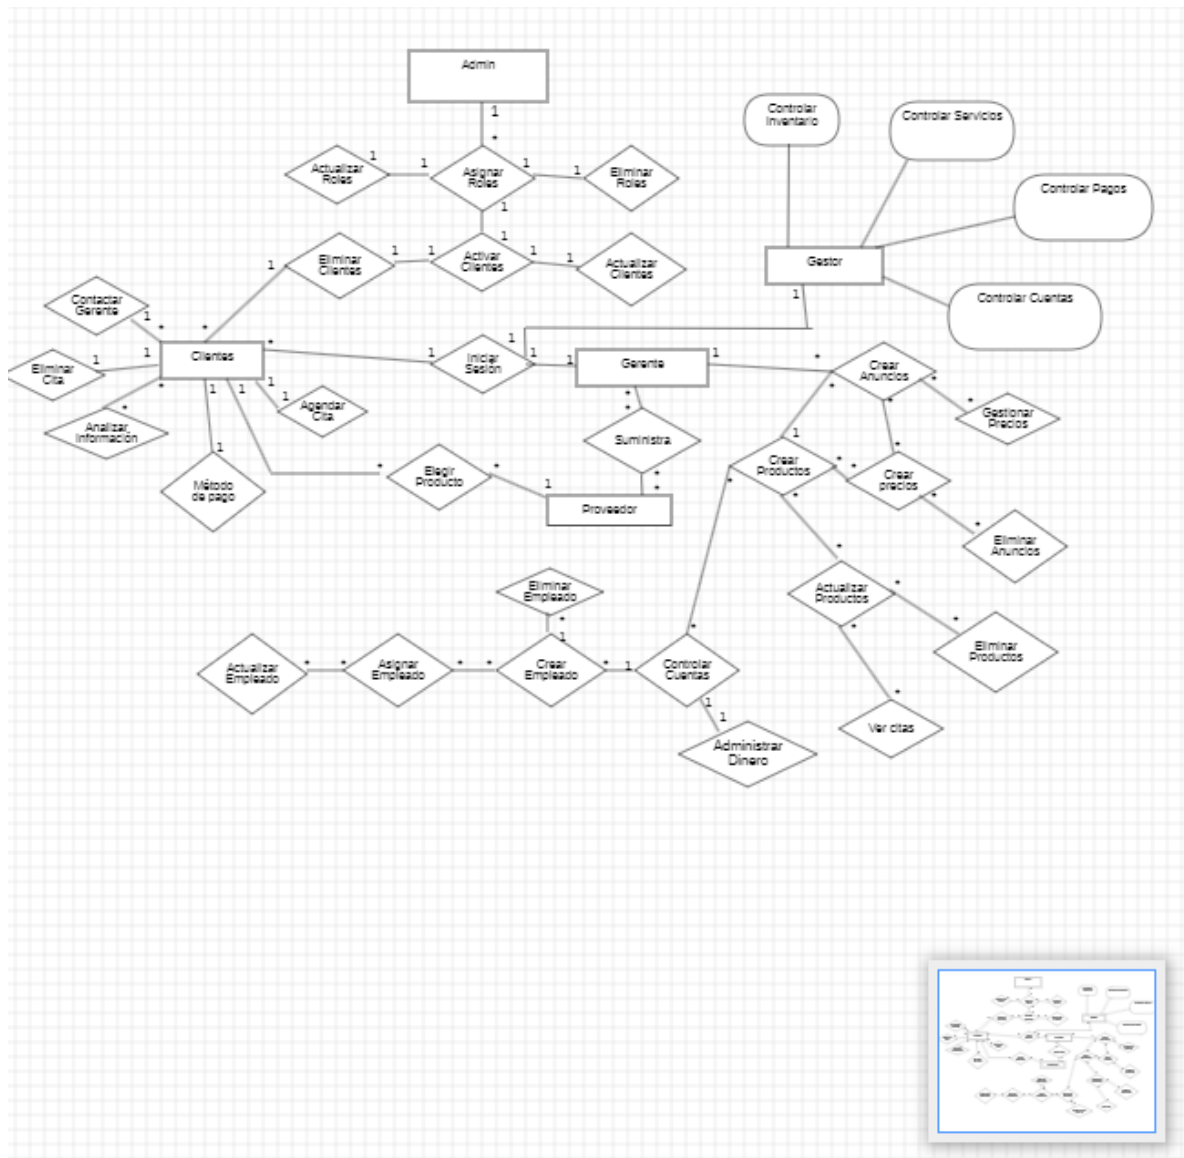 Admin
1
*
Controlar
Inventario
Controlar Servicios
Actualizar
Roles
1
1
Asignar
Roles
1
1
Eliminar
Roles
Controlar Pagos
1
1
Eliminar
Clientes
1
1
Activar
Clientes
1
1
Actualizar
Clientes
1
Gestor
1
Controlar Cuentas
Contactar
Gerente
1
*
*
*
Clientes
1
1
Eliminar
Cita
1
Iniciar
Sesión
1
1
1
Gerente
1
*
Crear
Anuncios
*
*
Gestionar
Precios
*
*
*
Analizar
Información
1
1
1
1
Agendar
Cita
*
*
Suministra
*
*
1
Crear
Productos
*
*
*
*
Crear
precios
*
*
Eliminar
Anuncios
1
Método
de pago
*
Elegir
Producto
*
1
Proveedor
*
*
*
Actualizar
Productos
*
*
Eliminar
Productos
*
*
Ver citas
Eliminar
Empleado
*
1
Actualizar
Empleado
*
*
Asignar
Empleado
*
*
Crear
Empleado
*
1
*
Controlar
Cuentas
1
1
Administrar
Dinero